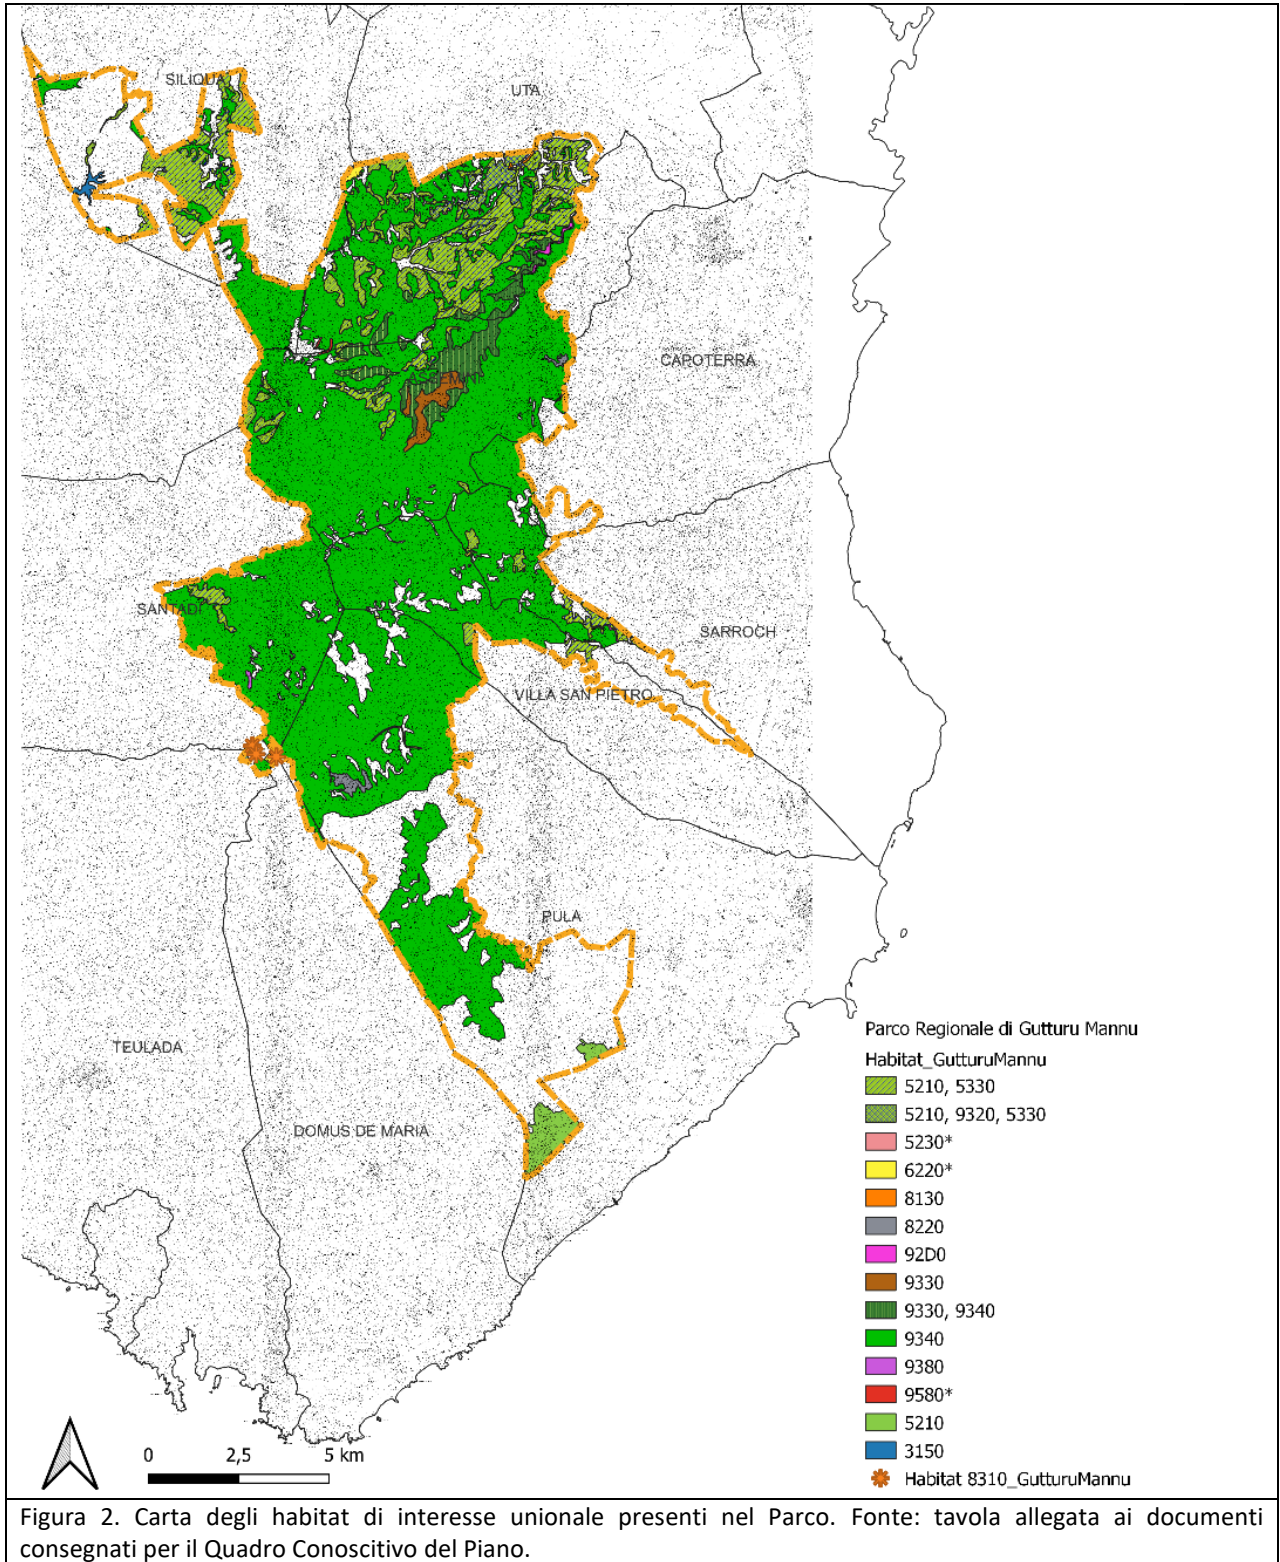 SILIQUA
UTA
CAPOTERRA
SANTADI
SARROCH
VILLA SAN PIETRO
PULA
TEULADA
DOMUS DE MARIA
Parco Regionale di Gutturu Mannu
Habitat_GutturuMannu
5210, 5330
5210, 9320, 5330
5230*
6220*
8130
8220
92D0
9330
9330, 9340
9340
9380
9580*
5210
3150
Habitat 8310_GutturuMannu
0 2,5 5 km
Figura 2. Carta degli habitat di interesse unionale presenti nel Parco. Fonte: tavola allegata ai documenti
consegnati per il Quadro Conoscitivo del Piano.